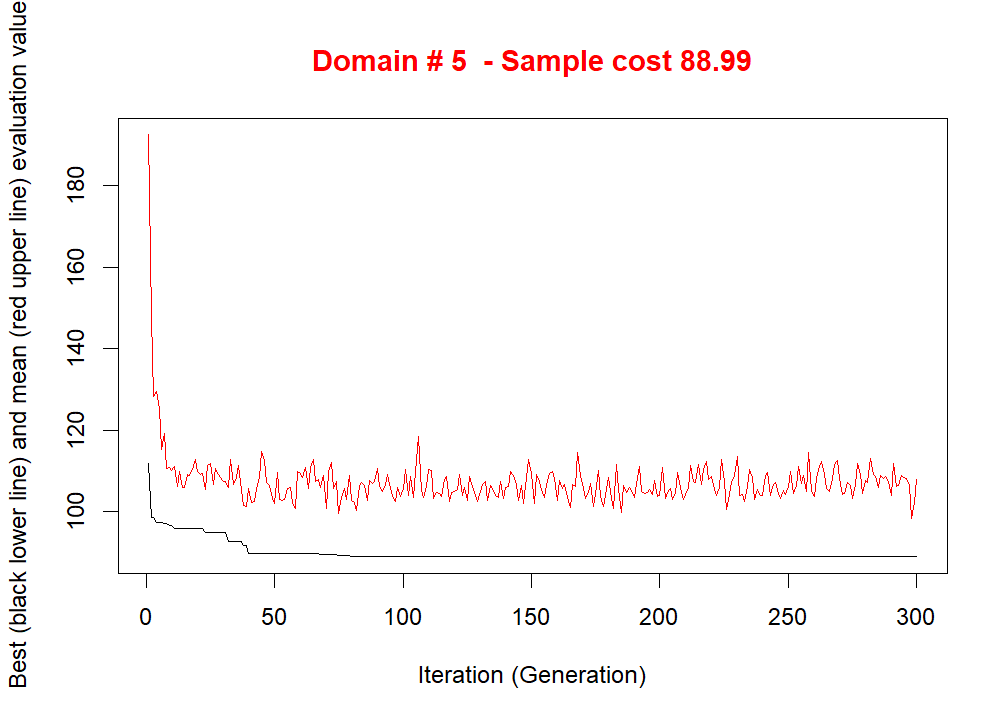 Domain # 5  - Sample cost 88.99
Best (black lower line) and mean (red upper line) evaluation value
180
160
140
120
100
0 50 100 150 200 250 300
Iteration (Generation)